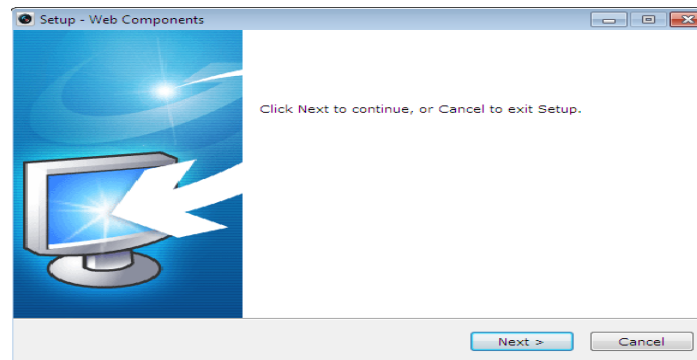 Setup - Web Components
Click Next to continue, or Cancel to exit Setup.
Next >
Cancel